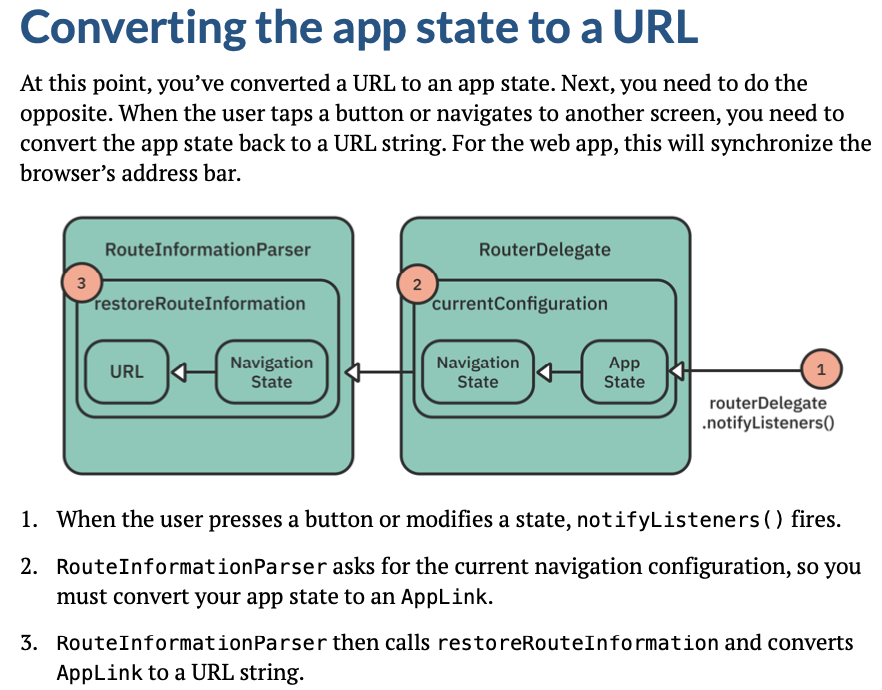 Converting the app state to a URL
At this point, you’ve converted a URL to an app state. Next, you need to do the
opposite. When the user taps a button or navigates to another screen, you need to
convert the app state back to a URL string. For the web app, this will synchronize the
browser’s address bar.
RouteInformationParser
3
restoreRouteInformation
URL
Navigation
State
RouterDelegate
2
currentConfiguration
Navigation
State
App
State
1
routerDelegate
.notifyListeners()
1. When the user presses a button or modifies a state, notifyListeners() fires.
2. RouteInformationParser asks for the current navigation configuration, so you
must convert your app state to an AppLink.
3. RouteInformationParser then calls restoreRouteInformation and converts
AppLink to a URL string.